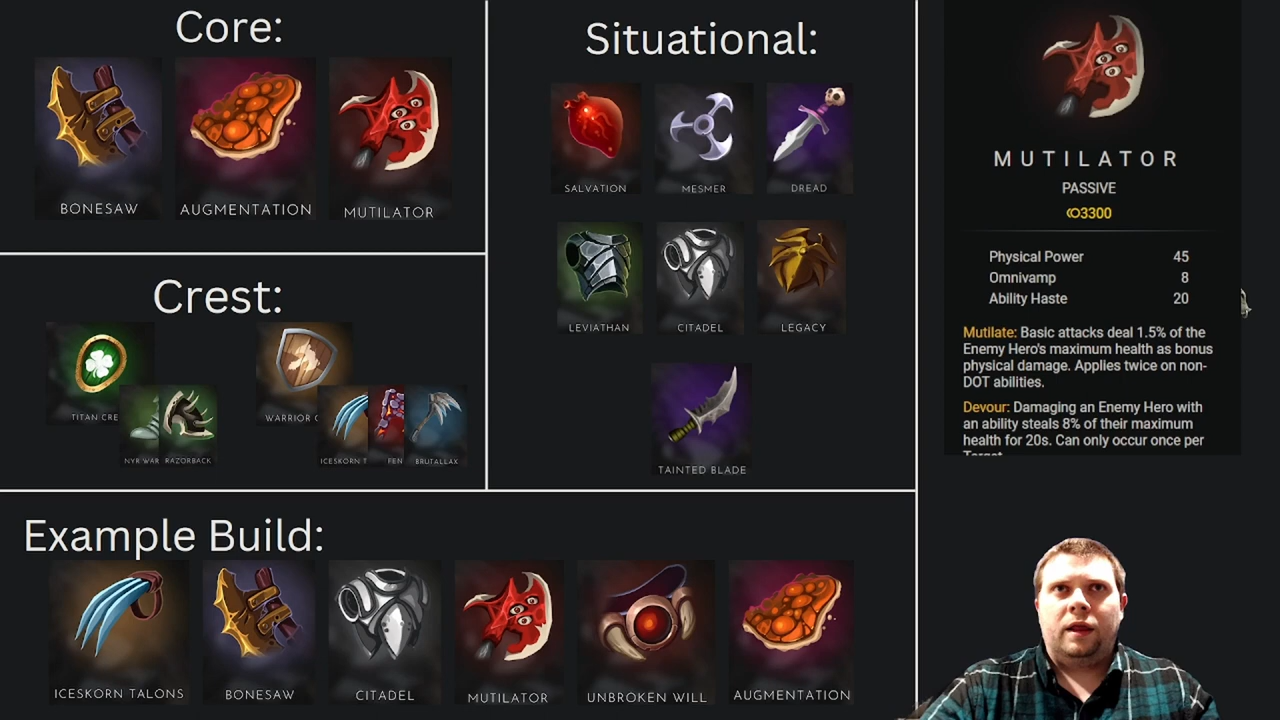 Core:
BONESAW
AUGMENTATION
MUTILATOR
Crest:
TITAN CRE
NYR WAR
RAZORBACK
WARRIOR C
ICESKORN T
FEN
BRUTALLAX
Situational:
SALVATION
MESMER
DREAD
LEVIATHAN
CITADEL
LEGACY
TAINTED BLADE
Example Build:
ICESKORN TALONS
BONESAW
CITADEL
MUTILATOR
UNBROKEN WILL
AUGMENTATION
MUTILATOR
PASSIVE
3300
Physical Power 45
Omnivamp 8
Ability Haste 20
Mutilate: Basic attacks deal 1.5% of the
Enemy Hero's maximum health as bonus
physical damage. Applies twice on non-
DOT abilities.
Devour: Damaging an Enemy Hero with
an ability steals 8% of their maximum
health for 20s. Can only occur once per
Target.